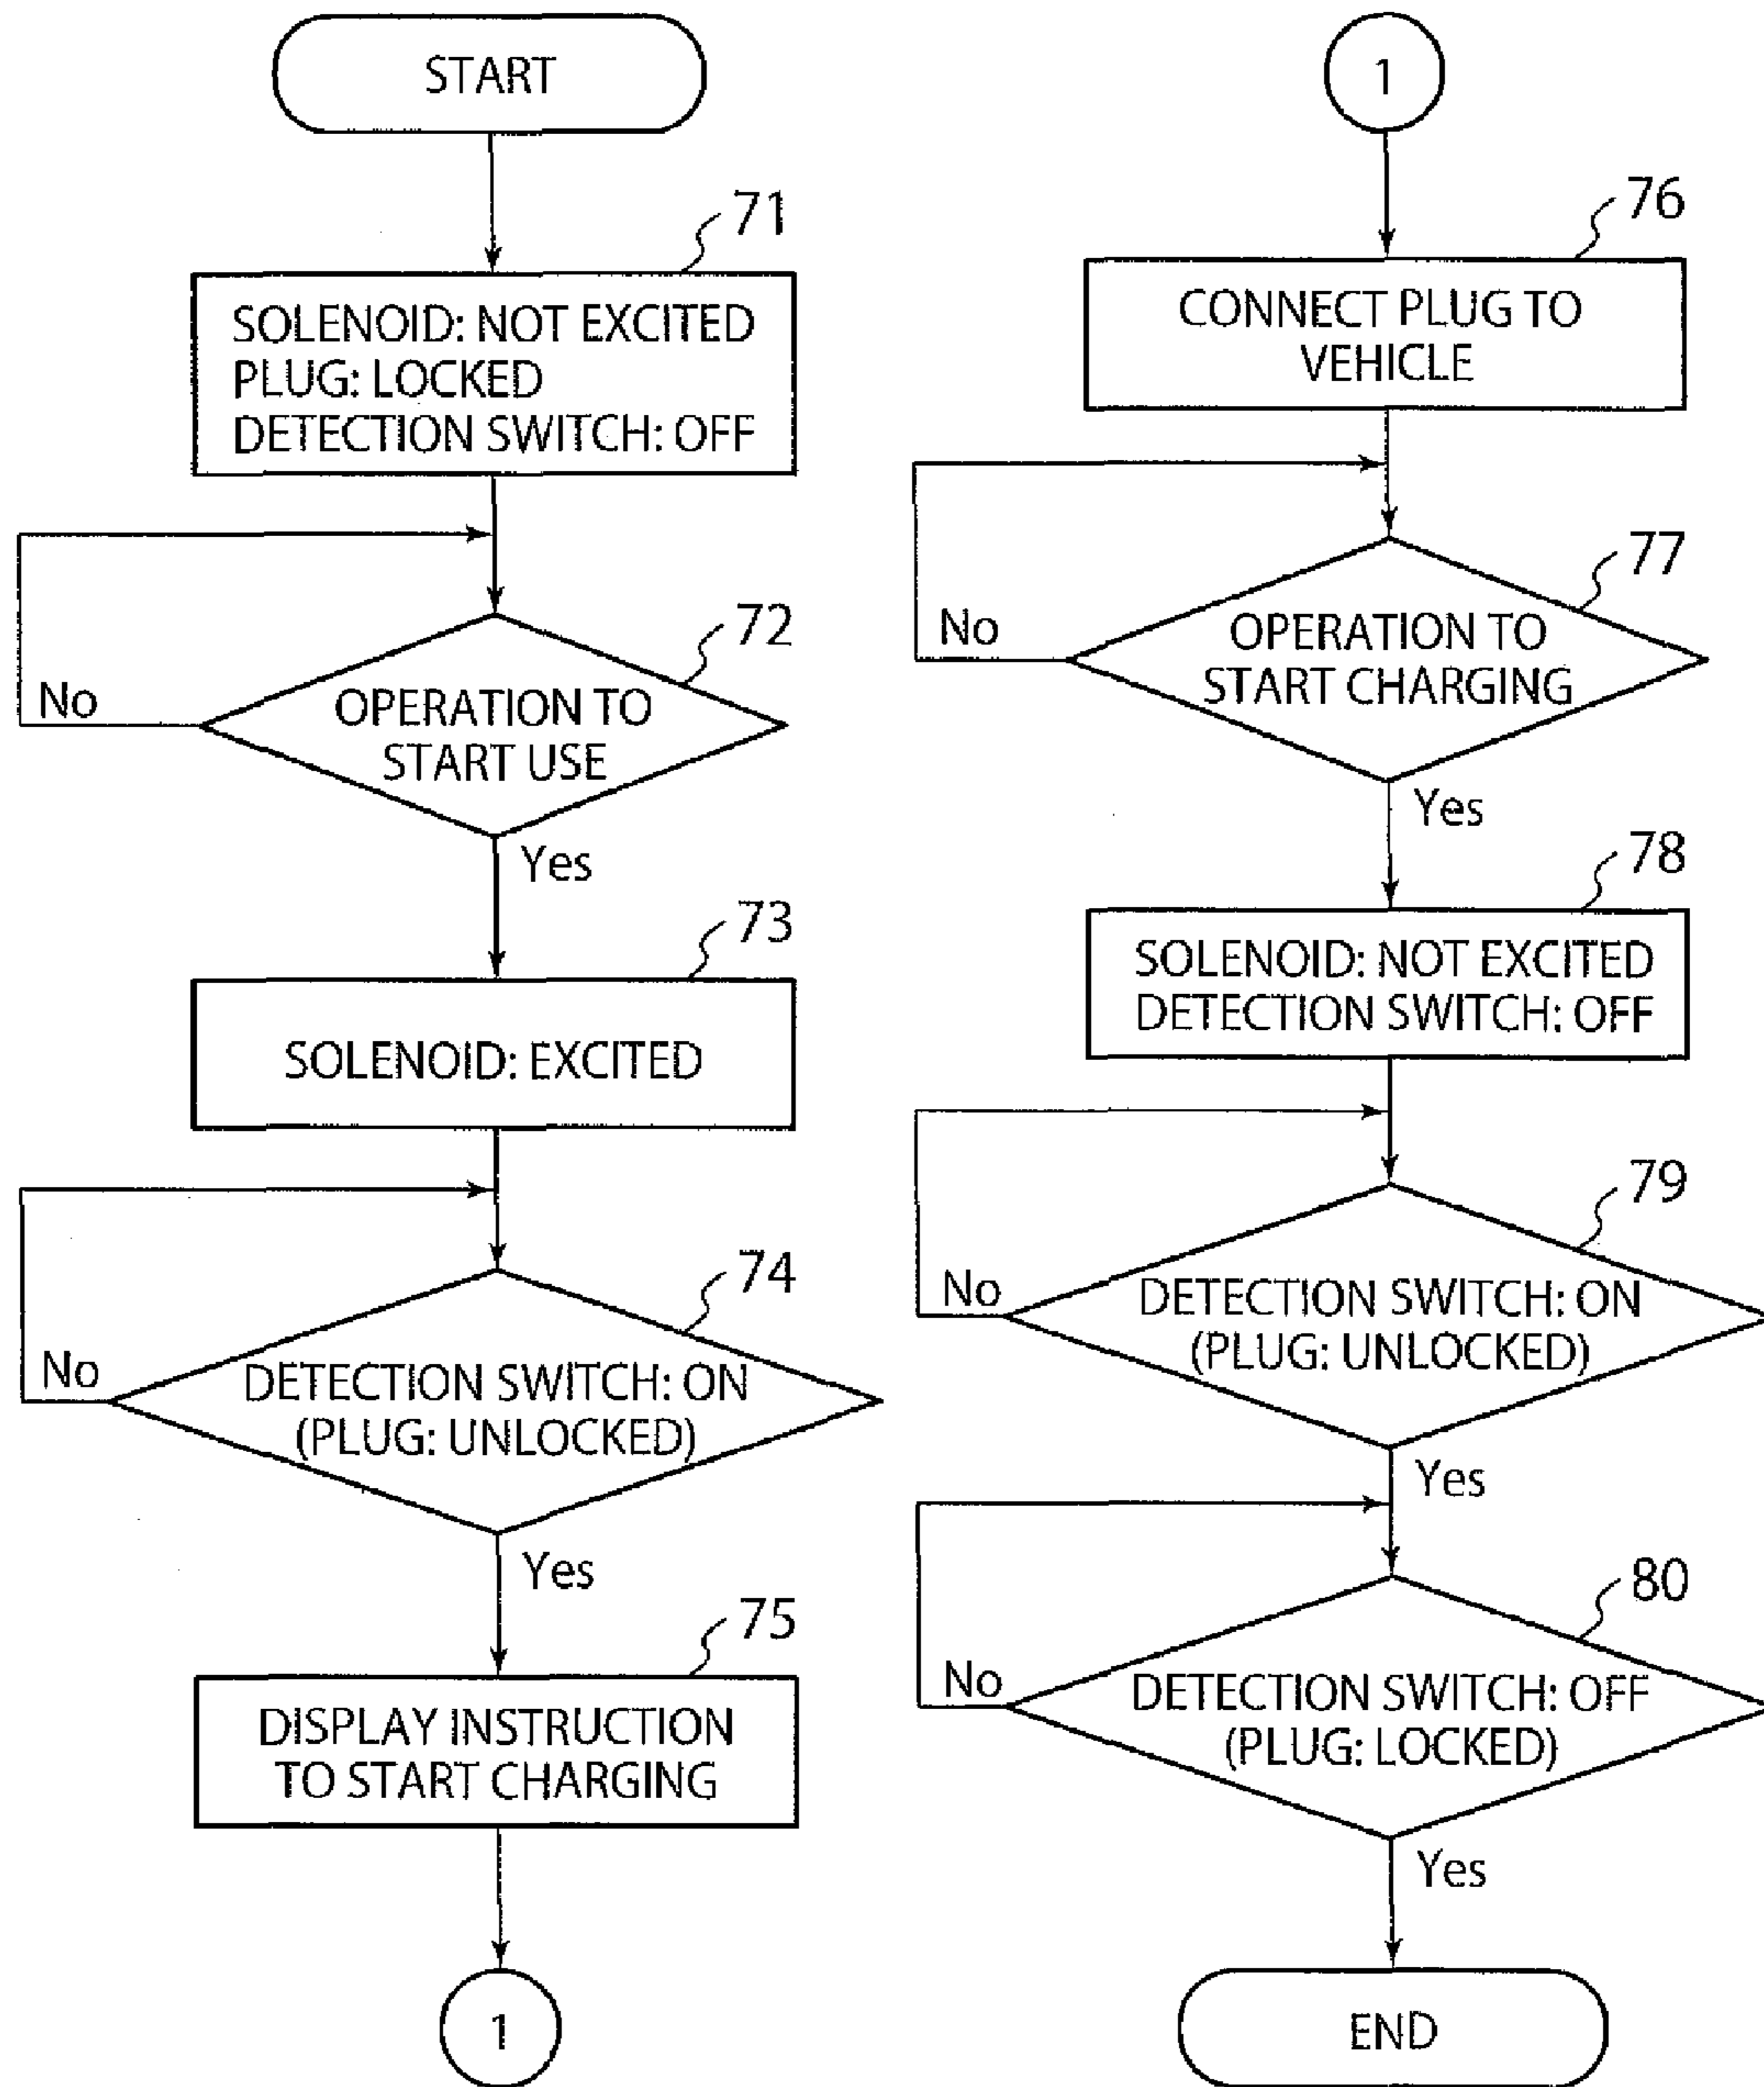 START
71
SOLENOID: NOT EXCITED
PLUG: LOCKED
DETECTION SWITCH: OFF
72
No
OPERATION TO
START USE
Yes
73
SOLENOID: EXCITED
74
No
DETECTION SWITCH: ON
(PLUG: UNLOCKED)
Yes
75
DISPLAY INSTRUCTION
TO START CHARGING
1
1
76
CONNECT PLUG TO
VEHICLE
77
No
OPERATION TO
START CHARGING
Yes
78
SOLENOID: NOT EXCITED
DETECTION SWITCH: OFF
79
No
DETECTION SWITCH: ON
(PLUG: UNLOCKED)
Yes
80
No
DETECTION SWITCH: OFF
(PLUG: LOCKED)
Yes
END